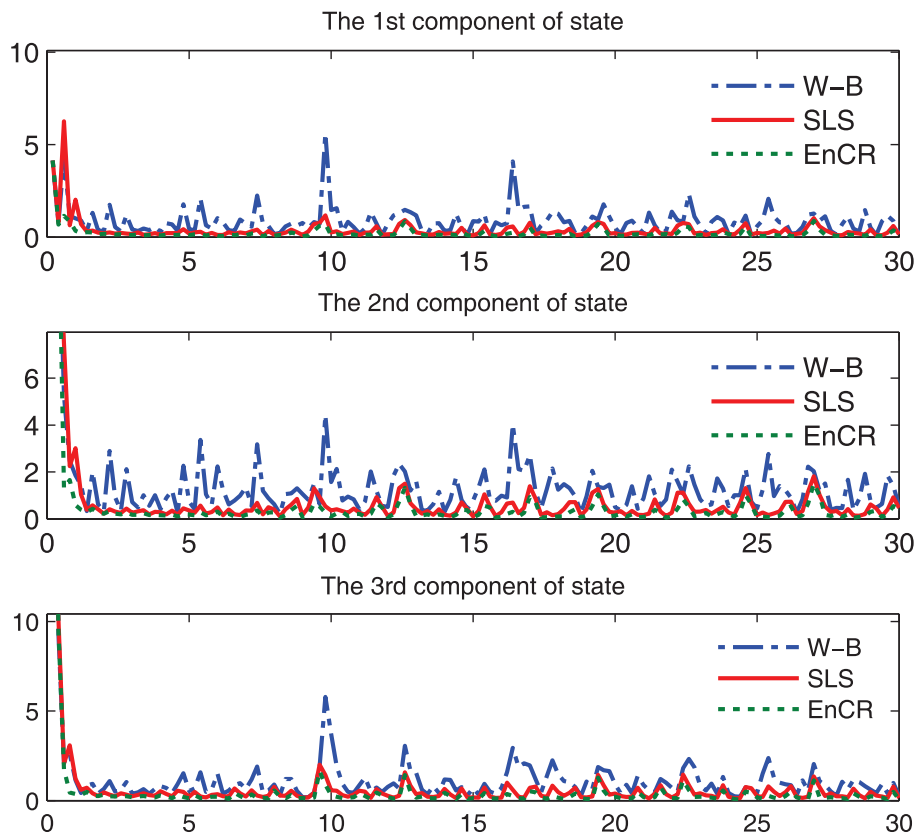 The 1st component of state
10
5
0
W–B
SLS
EnCR
0 5 10 15 20 25 30
The 2nd component of state
6
4
2
0
W–B
SLS
EnCR
0 5 10 15 20 25 30
The 3rd component of state
10
5
0
W–B
SLS
EnCR
0 5 10 15 20 25 30